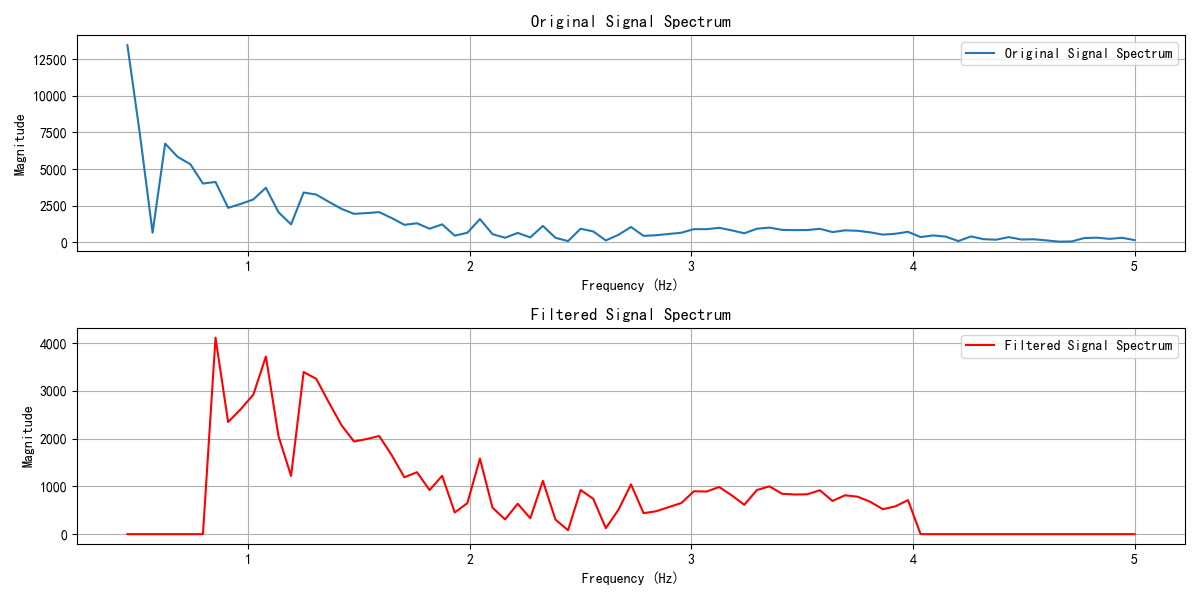 Original Signal Spectrum
Original Signal Spectrum
Magnitude
12500
10000
7500
5000
2500
0
1 2 3 4 5
Frequency (Hz)
Filtered Signal Spectrum
Filtered Signal Spectrum
Magnitude
4000
3000
2000
1000
0
1 2 3 4 5
Frequency (Hz)